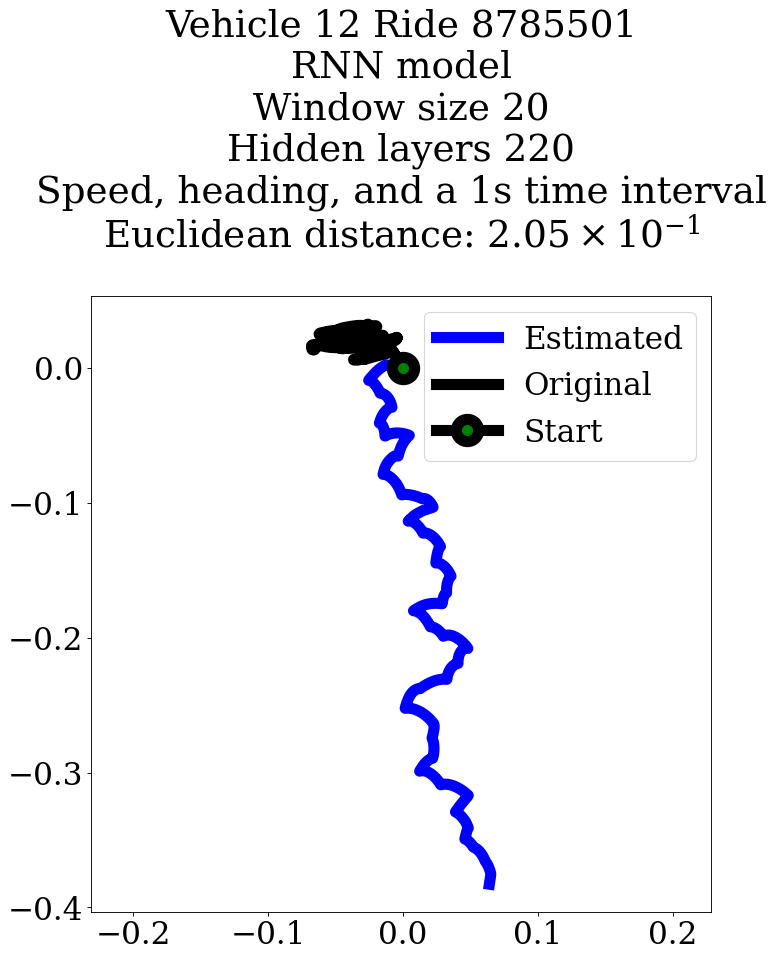 Vehicle 12 Ride 8785501
RNN model
Window size 20
Hidden layers 220
Speed, heading, and a 1s time interval
Euclidean distance: 2.05 × 10⁻¹
Estimated
Original
Start
0.0
−0.1
−0.2
−0.3
−0.4
−0.2 −0.1 0.0 0.1 0.2